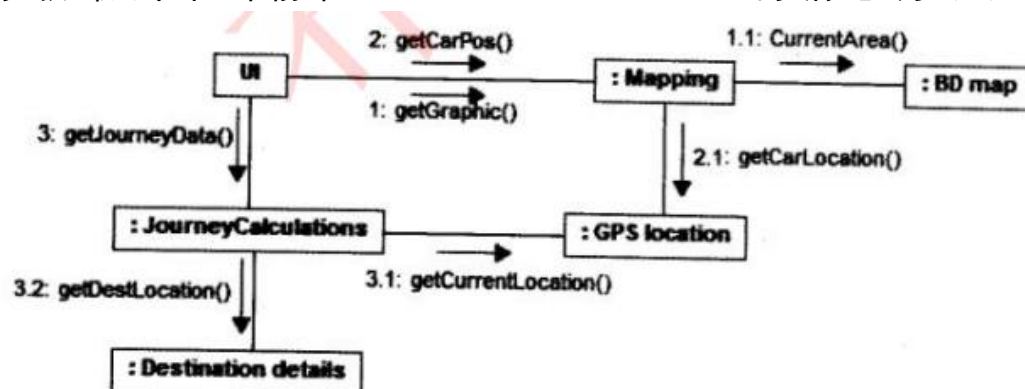 2: getCarPos()
1.1: CurrentArea()
UI
: Mapping
: BD map
1: getGraphic()
3: getJourneyData()
2.1: getCarLocation()
: JourneyCalculations
: GPS location
3.1: getCurrentLocation()
3.2: getDestLocation()
: Destination details